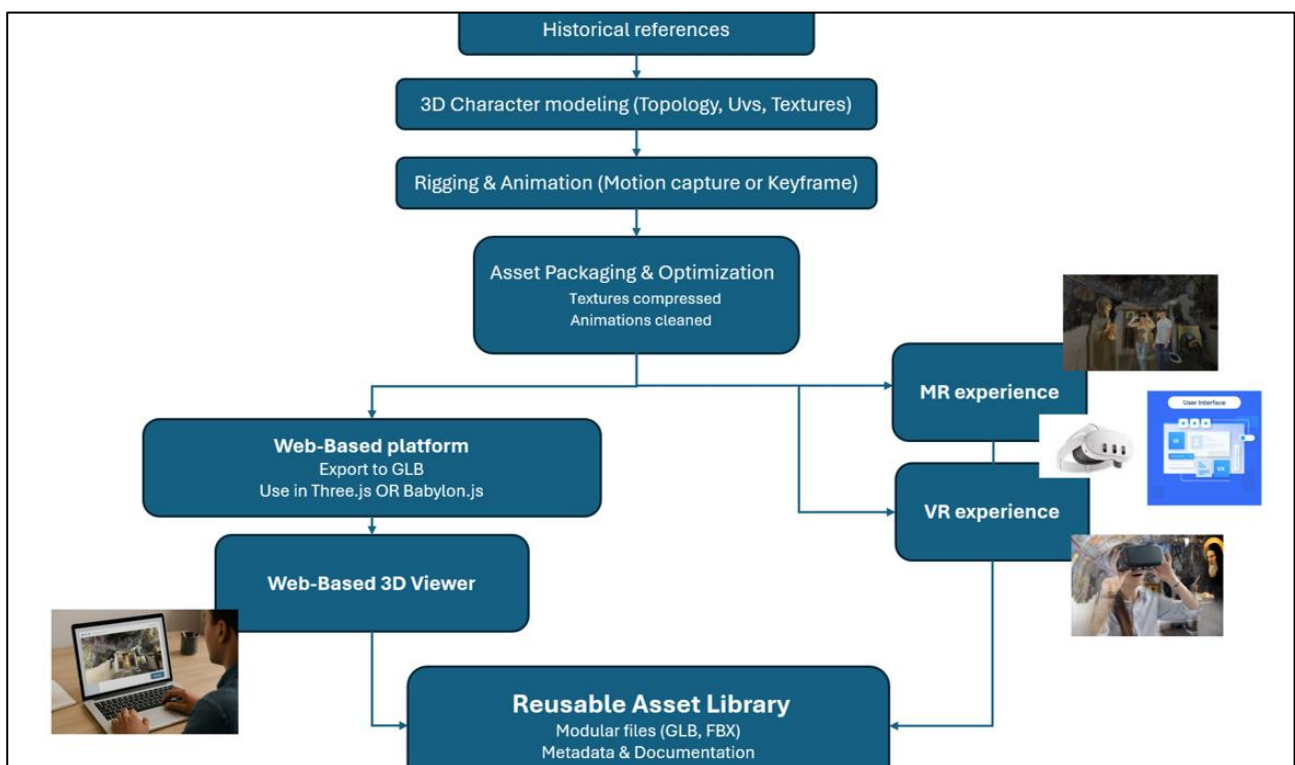 Historical references
3D Character modeling (Topology, Uvs, Textures)
Rigging & Animation (Motion capture or Keyframe)
Asset Packaging & Optimization
Textures compressed
Animations cleaned
MR experience
User Interface
Web-Based platform
Export to GLB
Use in Three.js OR Babylon.js
VR experience
Web-Based 3D Viewer
Reusable Asset Library
Modular files (GLB, FBX)
Metadata & Documentation